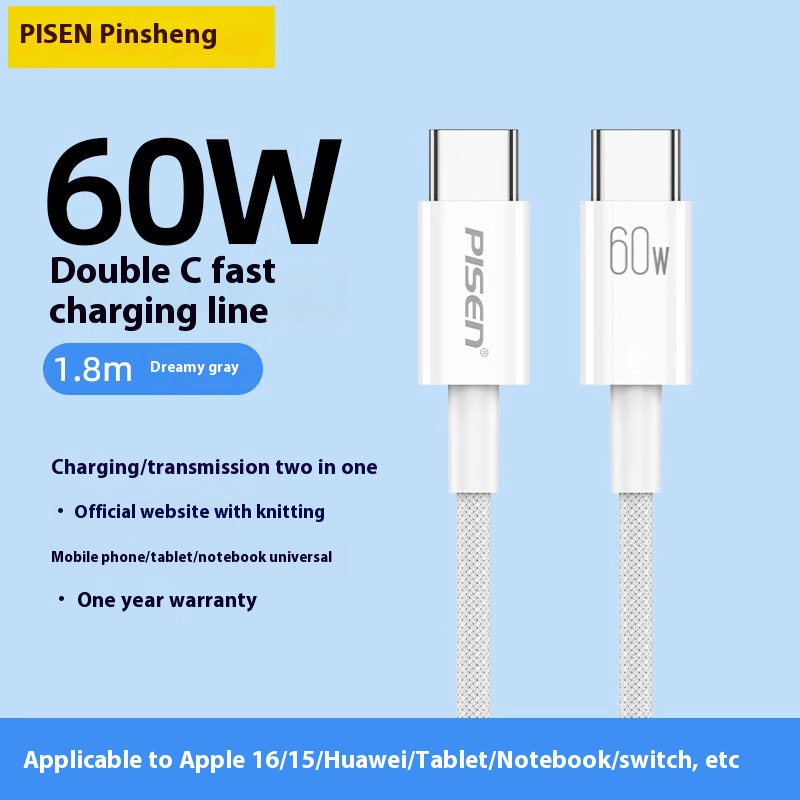 PISEN Pinsheng
60W
Double C fast
charging line
1.8m Dreamy gray
Charging/transmission two in one
• Official website with knitting
Mobile phone/tablet/notebook universal
• One year warranty
PISEN®
60W
Applicable to Apple 16/15/Huawei/Tablet/Notebook/switch, etc